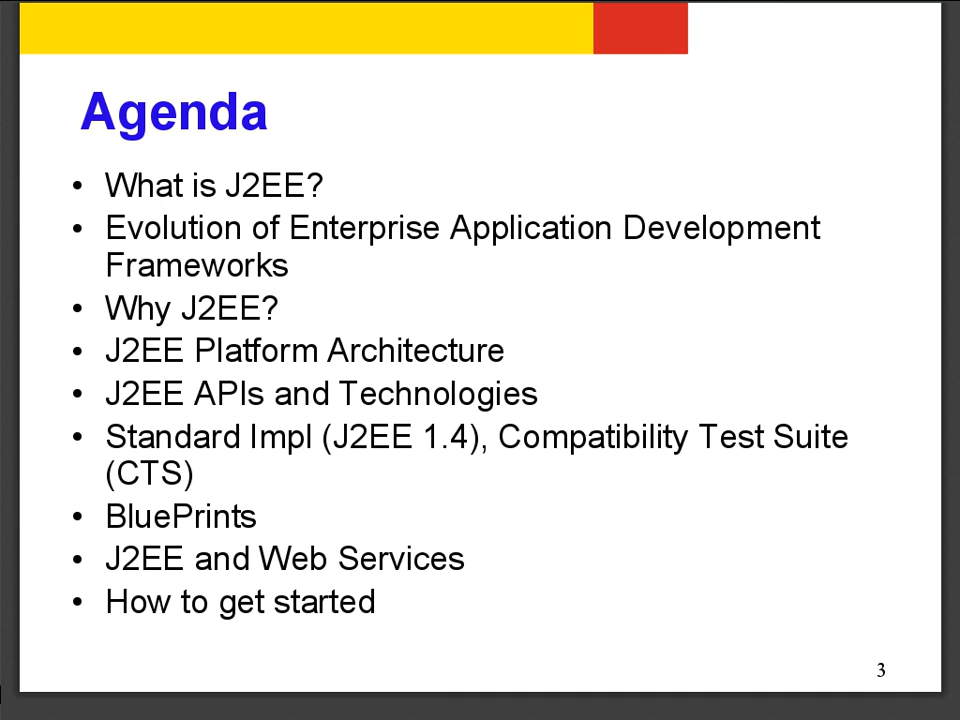 Agenda
• What is J2EE?
• Evolution of Enterprise Application Development
Frameworks
• Why J2EE?
• J2EE Platform Architecture
• J2EE APIs and Technologies
• Standard Impl (J2EE 1.4), Compatibility Test Suite
(CTS)
• BluePrints
• J2EE and Web Services
• How to get started
3